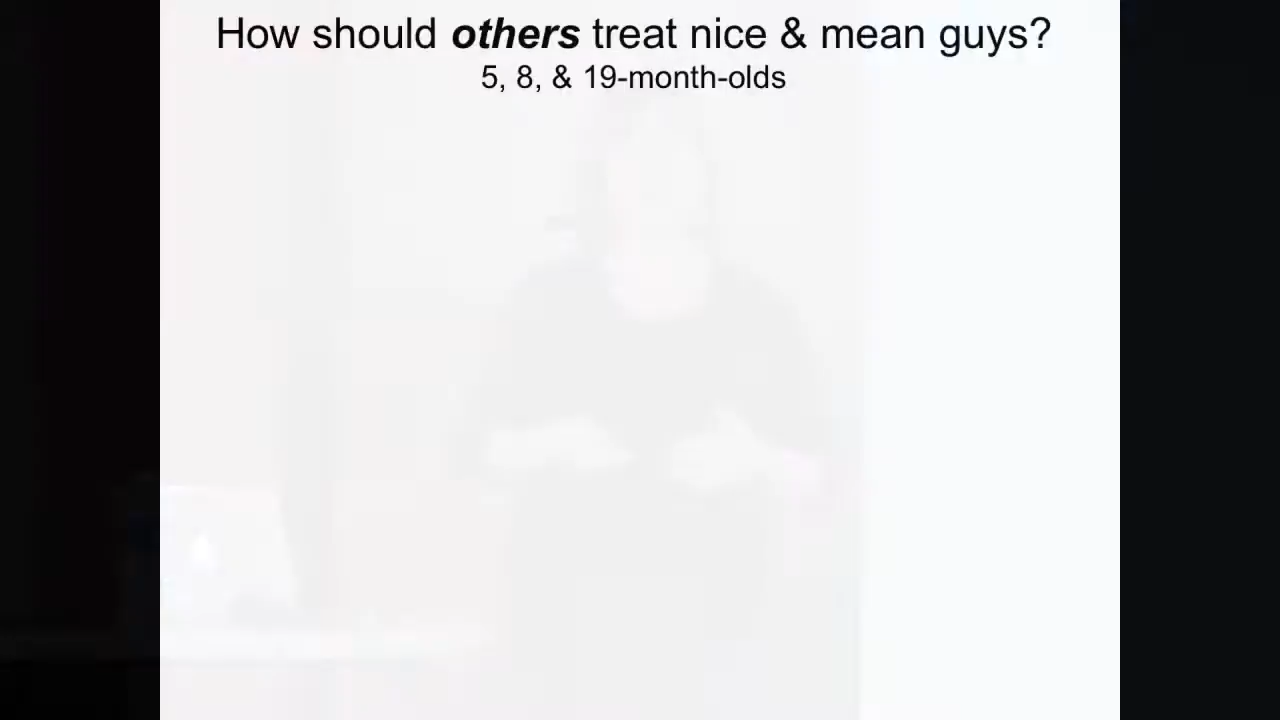 How should others treat nice & mean guys?
5, 8, & 19-month-olds